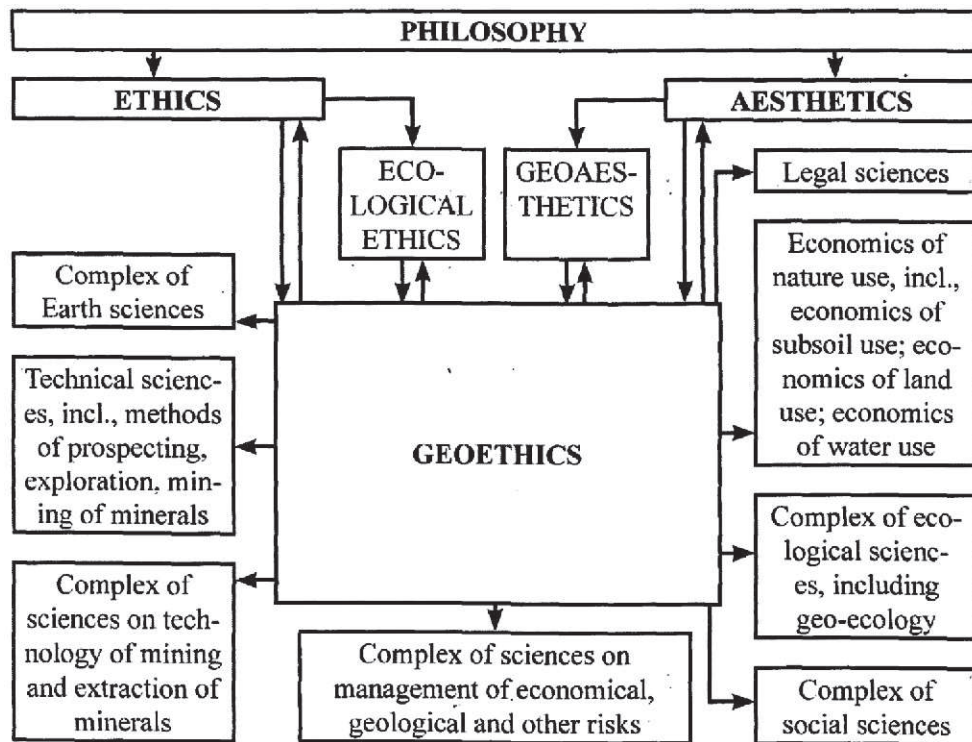 PHILOSOPHY
ETHICS
AESTHETICS
ECO-
LOGICAL
ETHICS
GEOAES-
THETICS
Legal sciences
Complex of
Earth sciences
Economics of
nature use, incl.,
economics of
subsoil use; eco-
nomics of land
use; economics
of water use
Technical scienc-
es, incl., methods
of prospecting,
exploration, min-
ing of minerals
GEOETHICS
Complex of eco-
logical scienc-
es, including
geo-ecology
Complex of
sciences on tech-
nology of mining
and extraction of
minerals
Complex of sciences on
management of economical,
geological and other risks
Complex of
social sciences